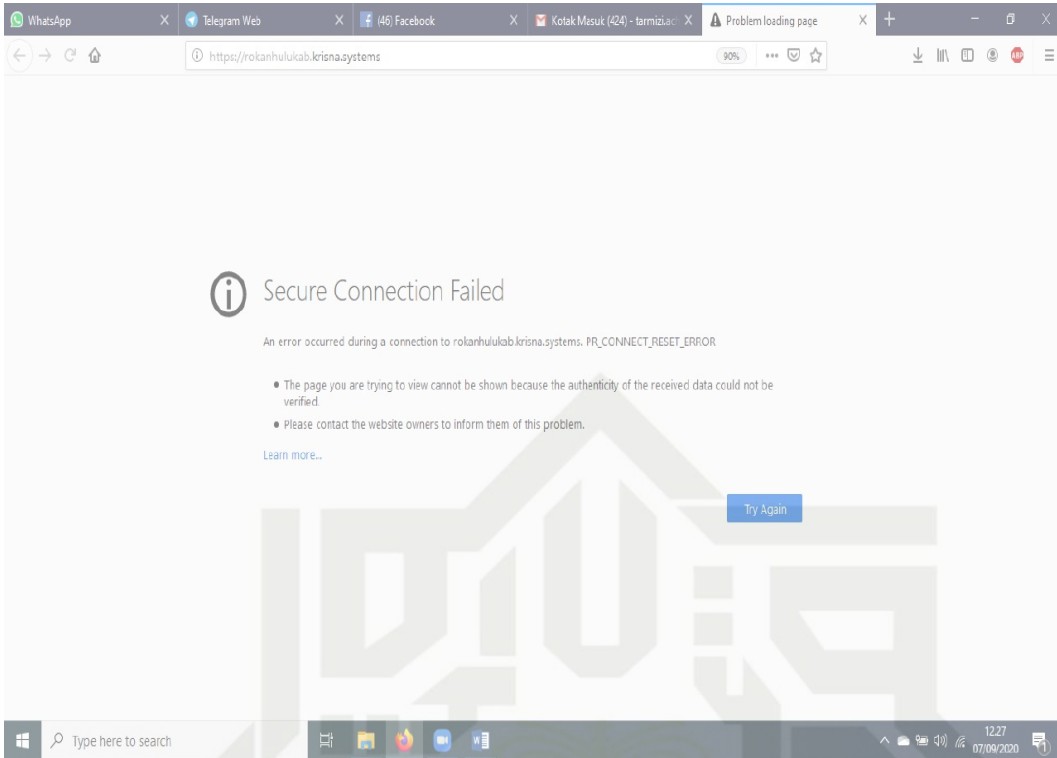 WhatsApp
Telegram Web
(46) Facebook
Kotak Masuk (424) - tarmizi.ac
Problem loading page
https://rokanhulukab.krisna.systems
90%
ABP
Secure Connection Failed
An error occurred during a connection to rokanhulukab.krisna.systems. PR_CONNECT_RESET_ERROR
The page you are trying to view cannot be shown because the authenticity of the received data could not be
verified.
Please contact the website owners to inform them of this problem.
Learn more...
Try Again
Type here to search
12.27
07/09/2020
1